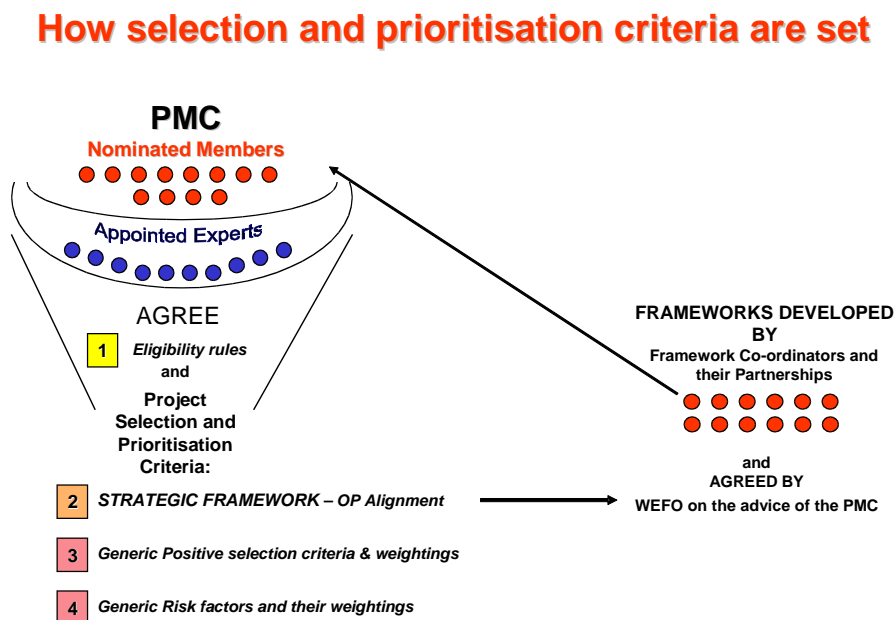 How selection and prioritisation criteria are set
PMC
Nominated Members
Appointed Experts
AGREE
1 Eligibility rules
and
Project
Selection and
Prioritisation
Criteria:
2 STRATEGIC FRAMEWORK – OP Alignment
3 Generic Positive selection criteria & weightings
4 Generic Risk factors and their weightings
FRAMEWORKS DEVELOPED
BY
Framework Co-ordinators and
their Partnerships
and
AGREED BY
WEFO on the advice of the PMC